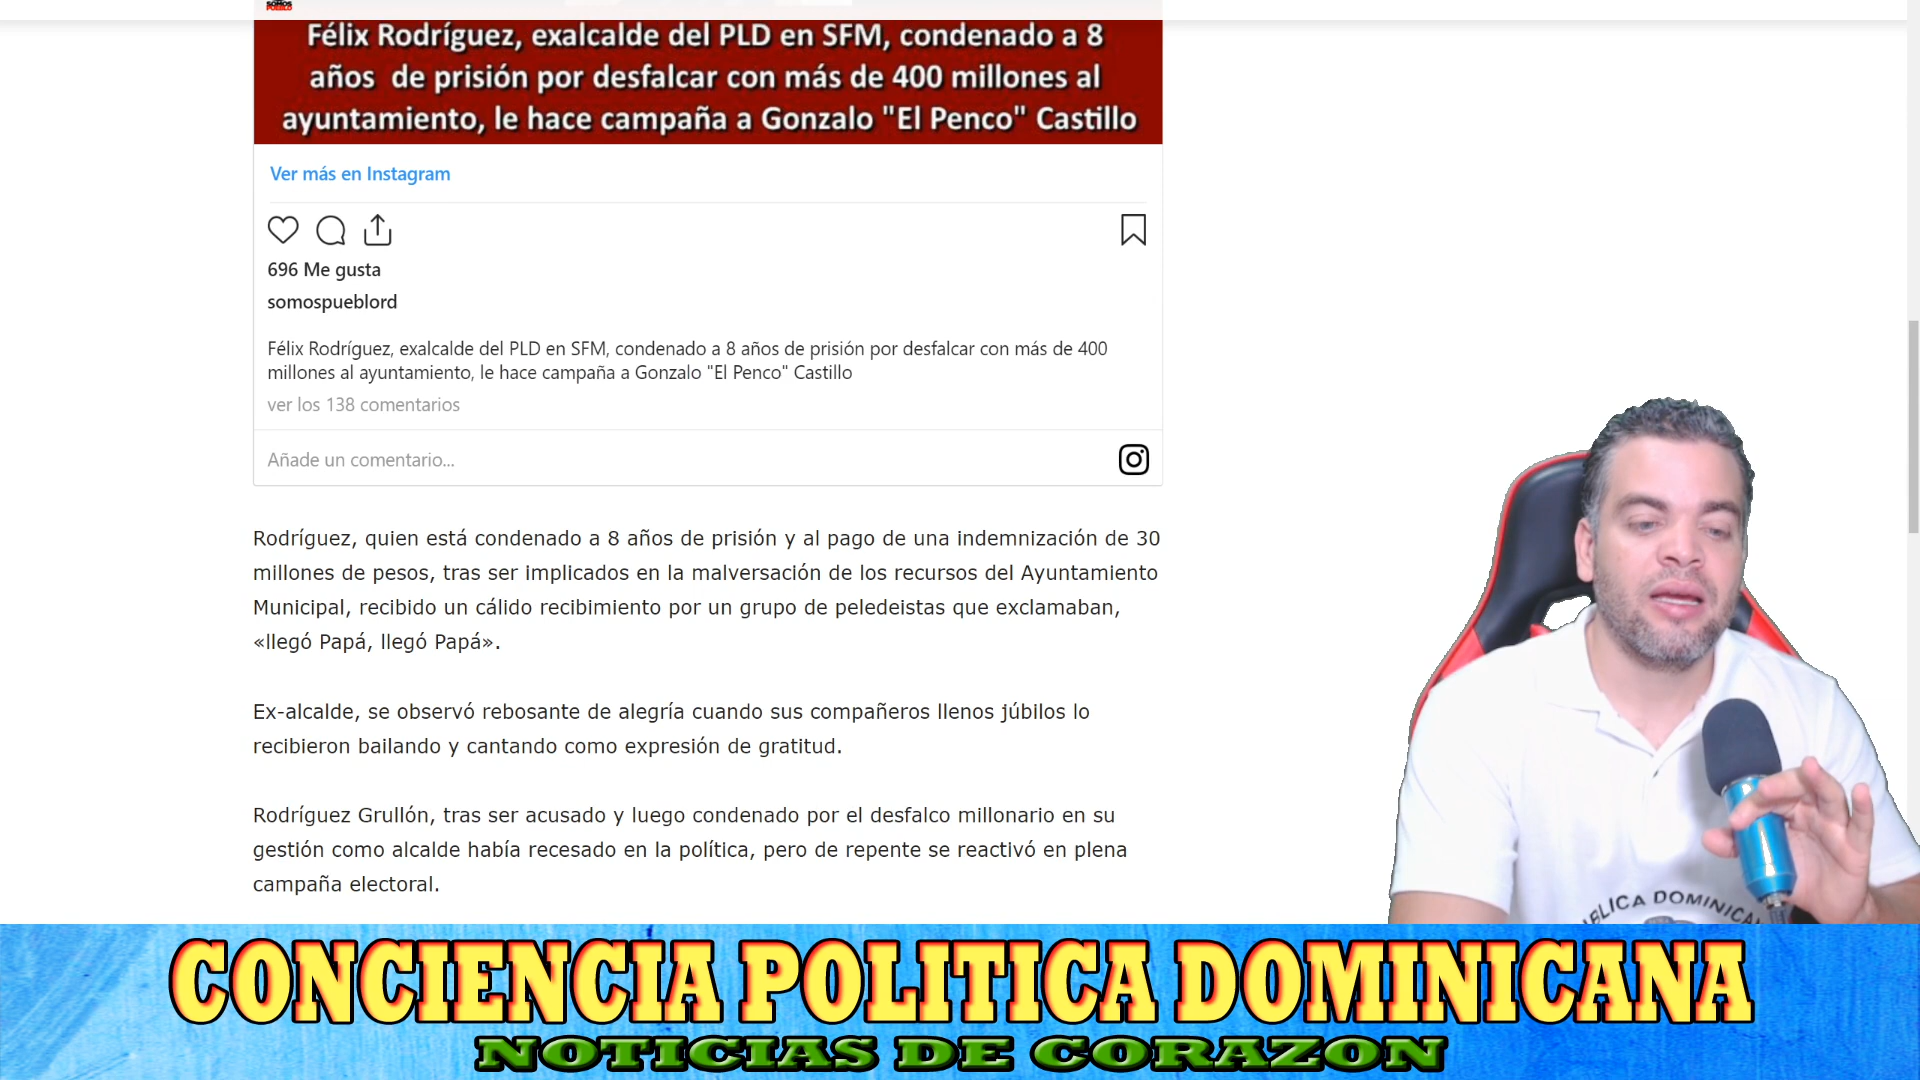 SOMOS
PUEBLO
Félix Rodríguez, exalcalde del PLD en SFM, condenado a 8
años de prisión por desfalcar con más de 400 millones al
ayuntamiento, le hace campaña a Gonzalo "El Penco" Castillo
Ver más en Instagram
696 Me gusta
somospueblord
Félix Rodríguez, exalcalde del PLD en SFM, condenado a 8 años de prisión por desfalcar con más de 400
millones al ayuntamiento, le hace campaña a Gonzalo "El Penco" Castillo
ver los 138 comentarios
Añade un comentario...
Rodríguez, quien está condenado a 8 años de prisión y al pago de una indemnización de 30
millones de pesos, tras ser implicados en la malversación de los recursos del Ayuntamiento
Municipal, recibido un cálido recibimiento por un grupo de peledeistas que exclamaban,
«llegó Papá, llegó Papá».
Ex-alcalde, se observó rebosante de alegría cuando sus compañeros llenos júbilos lo
recibieron bailando y cantando como expresión de gratitud.
Rodríguez Grullón, tras ser acusado y luego condenado por el desfalco millonario en su
gestión como alcalde había recesado en la política, pero de repente se reactivó en plena
campaña electoral.
CONCIENCIA POLITICA DOMINICANA
NOTICIAS DE CORAZON